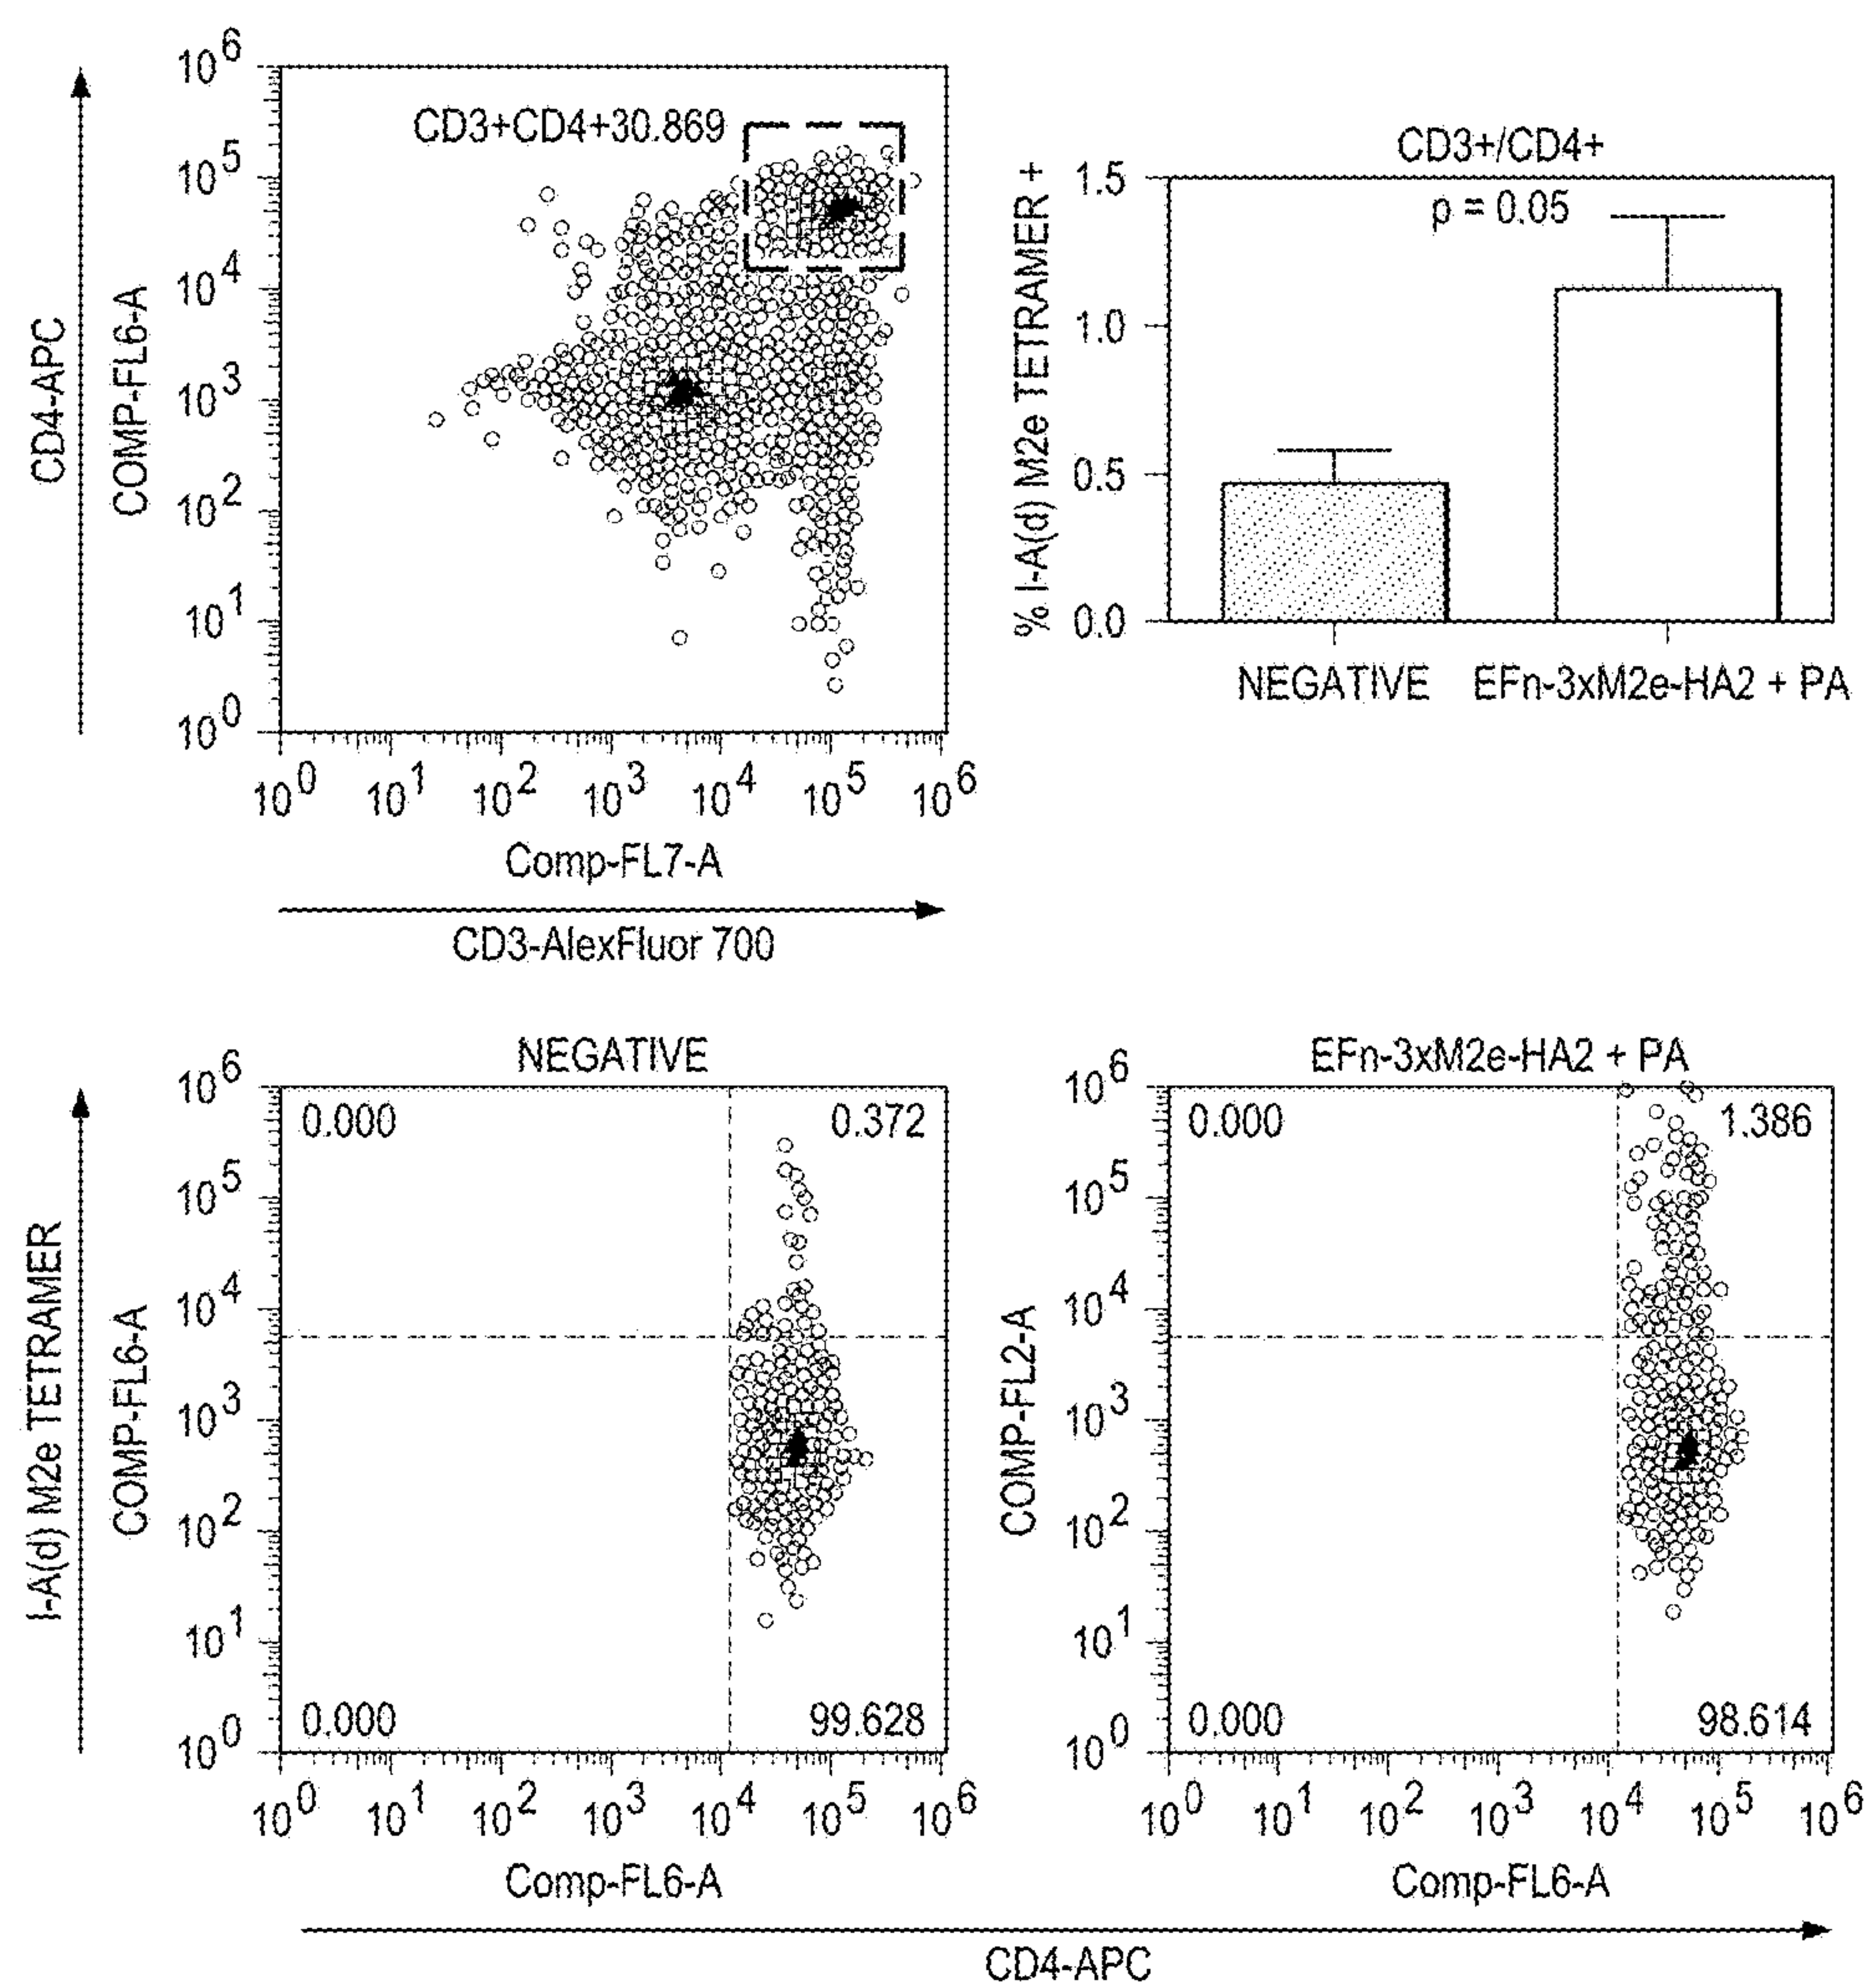 CD4-APC
COMP-FL6-A
10^6
10^5
10^4
10^3
10^2
10^1
10^0
CD3+CD4+30.869
10^0 10^1 10^2 10^3 10^4 10^5 10^6
Comp-FL7-A
CD3-AlexFluor 700
CD3+/CD4+
p = 0.05
% I-A(d) M2e TETRAMER +
1.5
1.0
0.5
0.0
NEGATIVE EFn-3xM2e-HA2 + PA
NEGATIVE
I-A(d) M2e TETRAMER
COMP-FL6-A
10^6
10^5
10^4
10^3
10^2
10^1
10^0
0.000 0.372
0.000 99.628
10^0 10^1 10^2 10^3 10^4 10^5 10^6
Comp-FL6-A
EFn-3xM2e-HA2 + PA
COMP-FL2-A
10^6
10^5
10^4
10^3
10^2
10^1
10^0
0.000 1.386
0.000 98.614
10^0 10^1 10^2 10^3 10^4 10^5 10^6
Comp-FL6-A
CD4-APC